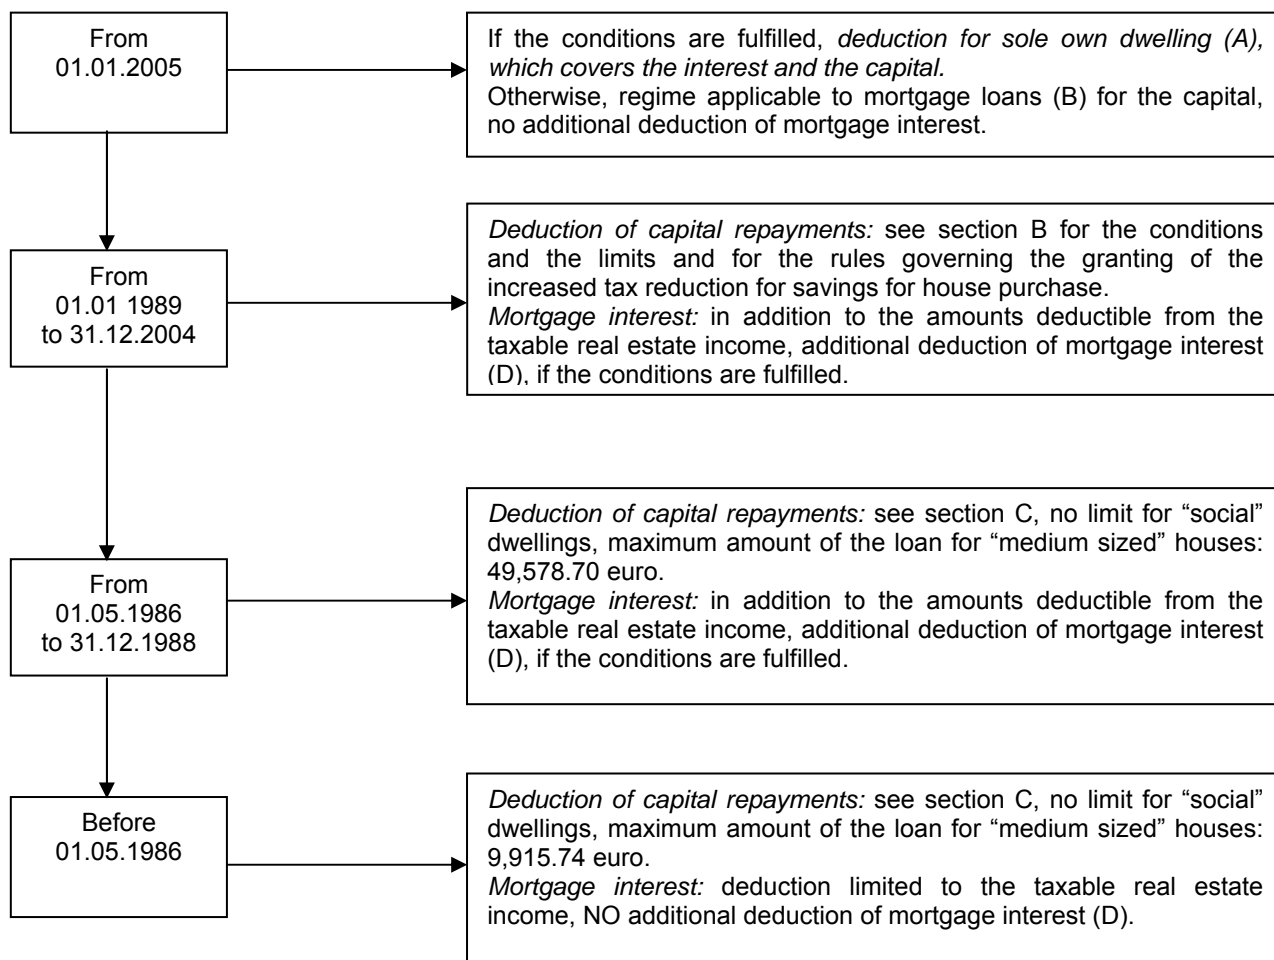 From
01.01.2005
If the conditions are fulfilled, deduction for sole own dwelling (A),
which covers the interest and the capital.
Otherwise, regime applicable to mortgage loans (B) for the capital,
no additional deduction of mortgage interest.
From
01.01 1989
to 31.12.2004
Deduction of capital repayments: see section B for the conditions
and the limits and for the rules governing the granting of the
increased tax reduction for savings for house purchase.
Mortgage interest: in addition to the amounts deductible from the
taxable real estate income, additional deduction of mortgage interest
(D), if the conditions are fulfilled.
From
01.05.1986
to 31.12.1988
Deduction of capital repayments: see section C, no limit for “social”
dwellings, maximum amount of the loan for “medium sized” houses:
49,578.70 euro.
Mortgage interest: in addition to the amounts deductible from the
taxable real estate income, additional deduction of mortgage interest
(D), if the conditions are fulfilled.
Before
01.05.1986
Deduction of capital repayments: see section C, no limit for “social”
dwellings, maximum amount of the loan for “medium sized” houses:
9,915.74 euro.
Mortgage interest: deduction limited to the taxable real estate
income, NO additional deduction of mortgage interest (D).